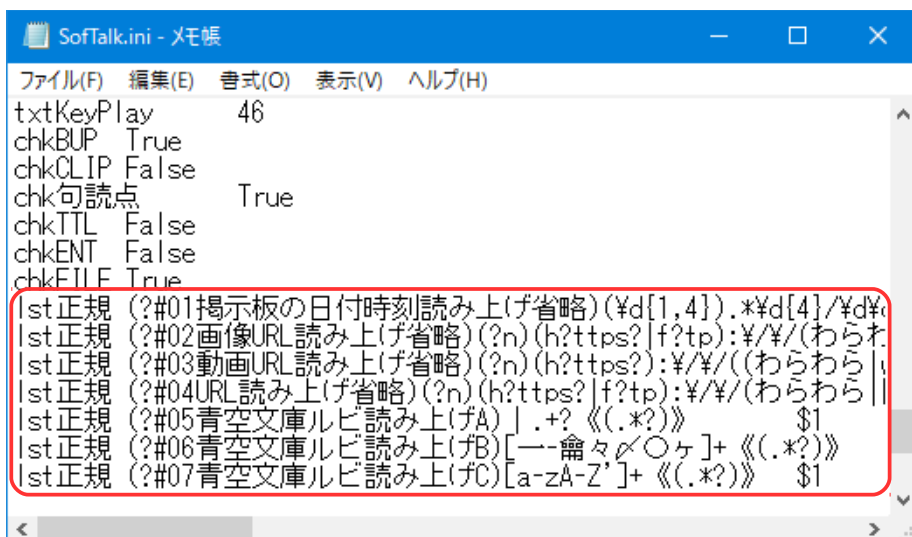 SofTalk.ini - メモ帳
ファイル(F) 編集(E) 書式(O) 表示(V) ヘルプ(H)
txtKeyPlay 46
chkBUP True
chkCLIP False
chk句読点 True
chkTTL False
chkENT False
chkFILE True
lst正規 (?#01掲示板の日付時刻読み上げ省略)(¥d{1,4}).*¥d{4}/¥d¥
lst正規 (?#02画像URL読み上げ省略)(?n)(h?ttps?|f?tp):¥/¥/(わらわ
lst正規 (?#03動画URL読み上げ省略)(?n)(h?ttps?):¥/¥/((わらわら|
lst正規 (?#04URL読み上げ省略)(?n)(h?ttps?|f?tp):¥/¥/(わらわら|
lst正規 (?#05青空文庫ルビ読み上げA)|.+?《(.*?)》 $1
lst正規 (?#06青空文庫ルビ読み上げB)[一-龠々〆〇ヶ]+《(.*?)》
lst正規 (?#07青空文庫ルビ読み上げC)[a-zA-Z’]+《(.*?)》 $1